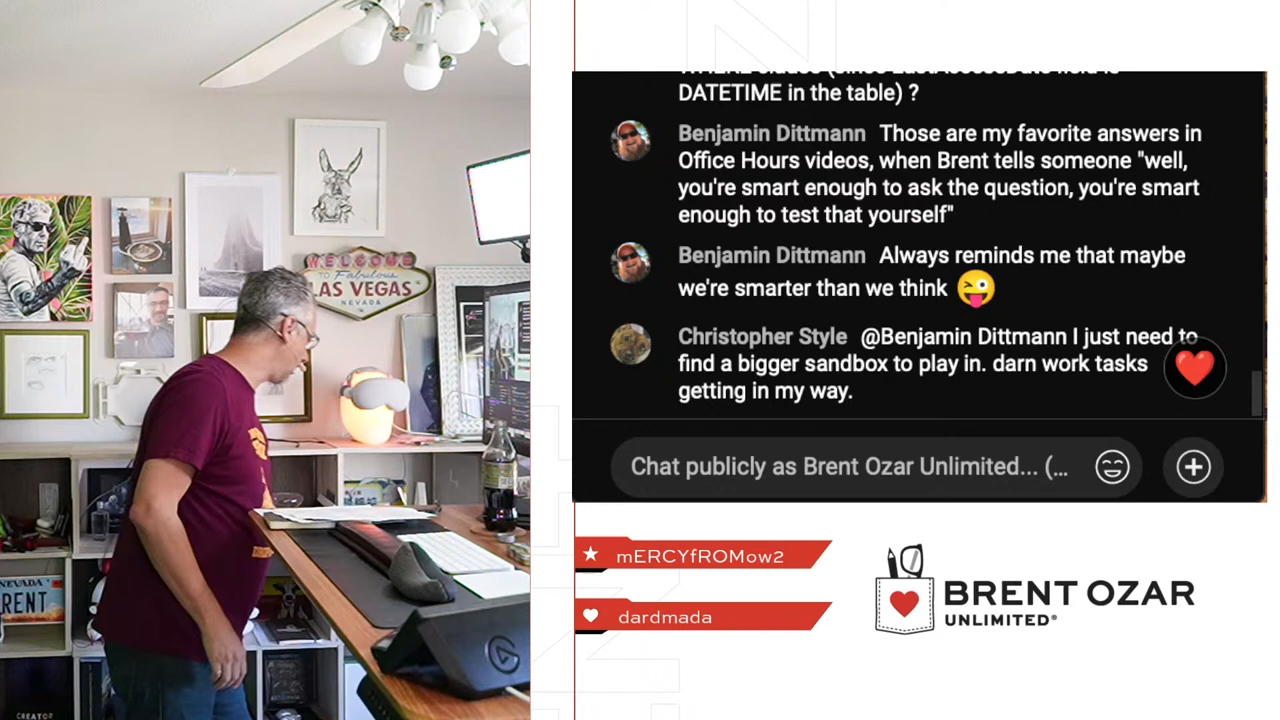 DATETIME in the table) ?
Benjamin Dittmann Those are my favorite answers in
Office Hours videos, when Brent tells someone "well,
you're smart enough to ask the question, you're smart
enough to test that yourself"
Benjamin Dittmann Always reminds me that maybe
we're smarter than we think 😜
Christopher Style @Benjamin Dittmann I just need to
find a bigger sandbox to play in. darn work tasks
getting in my way.
Chat publicly as Brent Ozar Unlimited... (...
mERCYfROMow2
dardmada
BRENT OZAR
UNLIMITED®
WELCOME
TO Fabulous
LAS VEGAS
NEVADA
NEVADA
BRENT
CREATOR